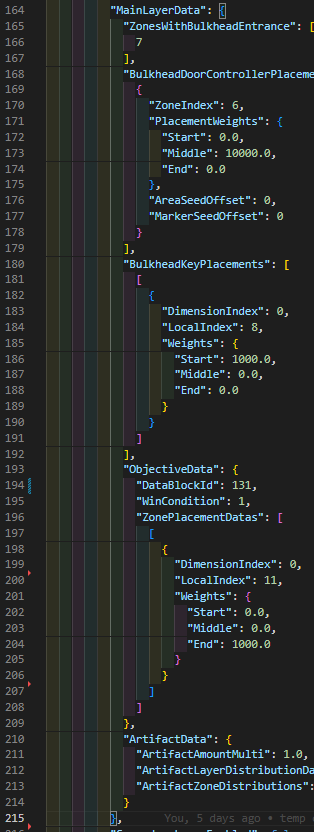 164 "MainLayerData": {
165 "ZonesWithBulkheadEntrance": [
166 7
167 ],
168 "BulkheadDoorControllerPlacem
169 {
170 "ZoneIndex": 6,
171 "PlacementWeights": {
172 "Start": 0.0,
173 "Middle": 10000.0,
174 "End": 0.0
175 },
176 "AreaSeedOffset": 0,
177 "MarkerSeedOffset": 0
178 }
179 ],
180 "BulkheadKeyPlacements": [
181 [
182 {
183 "DimensionIndex": 0,
184 "LocalIndex": 8,
185 "Weights": {
186 "Start": 1000.0,
187 "Middle": 0.0,
188 "End": 0.0
189 }
190 }
191 ]
192 ],
193 "ObjectiveData": {
194 "DataBlockId": 131,
195 "WinCondition": 1,
196 "ZonePlacementDatas": [
197 [
198 {
199 "DimensionIndex": 0,
200 "LocalIndex": 11,
201 "Weights": {
202 "Start": 0.0,
203 "Middle": 0.0,
204 "End": 1000.0
205 }
206 }
207 ]
208 ]
209 },
210 "ArtifactData": {
211 "ArtifactAmountMulti": 1.0,
212 "ArtifactLayerDistributionDa
213 "ArtifactZoneDistributions":
214 }
215 }, You, 5 days ago • temp